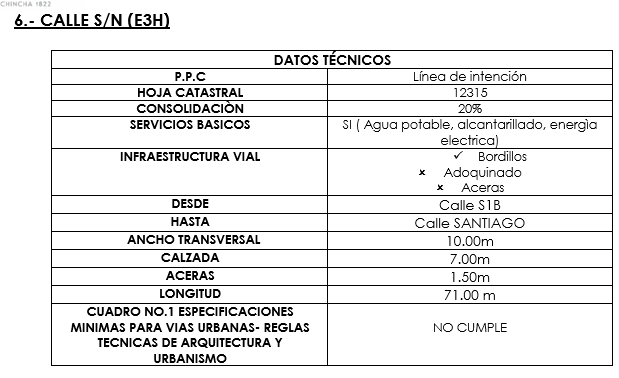 CHINCHA 1822
6.- CALLE S/N (E3H)
DATOS TÉCNICOS
P.P.C Línea de intención
HOJA CATASTRAL 12315
CONSOLIDACIÒN 20%
SERVICIOS BASICOS SI ( Agua potable, alcantarillado, energìa
electrica)
INFRAESTRUCTURA VIAL ✓ Bordillos
× Adoquinado
× Aceras
DESDE Calle S1B
HASTA Calle SANTIAGO
ANCHO TRANSVERSAL 10.00m
CALZADA 7.00m
ACERAS 1.50m
LONGITUD 71.00 m
CUADRO NO.1 ESPECIFICACIONES
MINIMAS PARA VIAS URBANAS- REGLAS
TECNICAS DE ARQUITECTURA Y
URBANISMO
NO CUMPLE